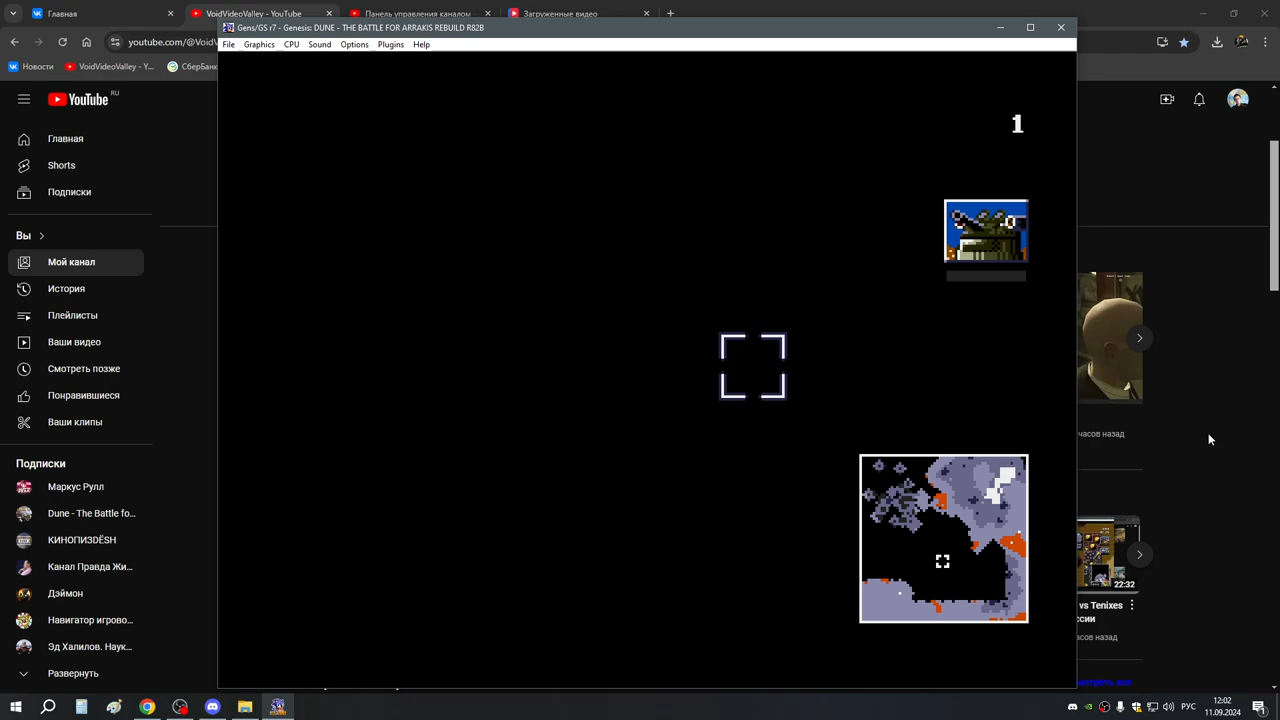 Главная
VoidVideoValley - YouTube
Панель управления каналом
Загруженные видео
Gens/GS r7 - Genesis: DUNE - THE BATTLE FOR ARRAKIS REBUILD R82B
youtube.com/@VoidV
File Graphics CPU Sound Options Plugins Help
Новости
VoidVideoValley - Y...
СберБанк
YouTube RU
Главная
Shorts
Подписки
Вы
Мой канал
История
Плейлисты
Ваши видео
Смотреть позже
Понравившиеся
Ваши клипы
Подписки
Маркус Рулл
Dune - The Battle fo...
КИНОПИЗDЁSH
Канал Правда Жи...
Дэймон
Навигатор игрово...
Эд Халилов. Наук...
Развернуть
1
часов назад
22:32
vs Tenixes
ссии
асов назад
мотреть все
РУС
12:02
11.09.2024